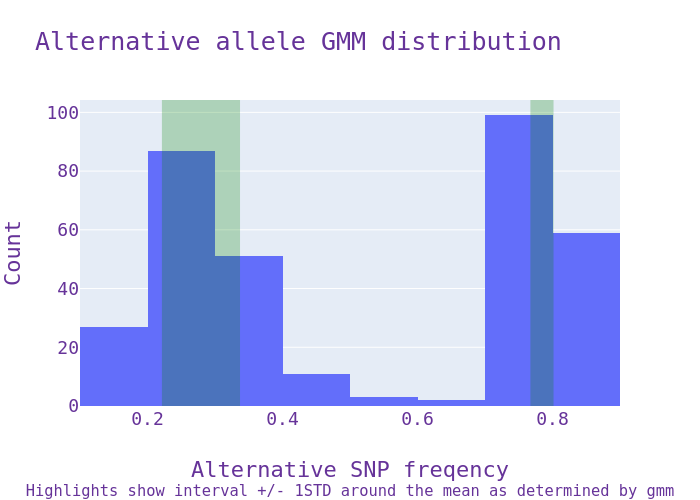 Alternative allele GMM distribution
100
80
60
40
20
0
Count
0.2
0.4
0.6
0.8
Alternative SNP freqency
Highlights show interval +/- 1STD around the mean as determined by gmm